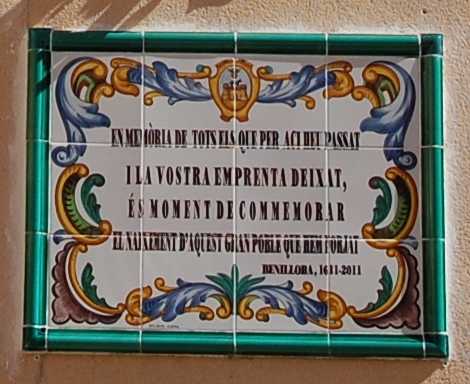 EN MEMÒRIA DE TOTS ELS QUE PER ACI HEU PASSAT
I LA VOSTRA EMPRENTA DEIXAT,
ÉS MOMENT DE COMMEMORAR
EL NAIXEMENT D'AQUEST GRAN POBLE QUE HEM FORJAT
BENILLOBA, 1611-2011